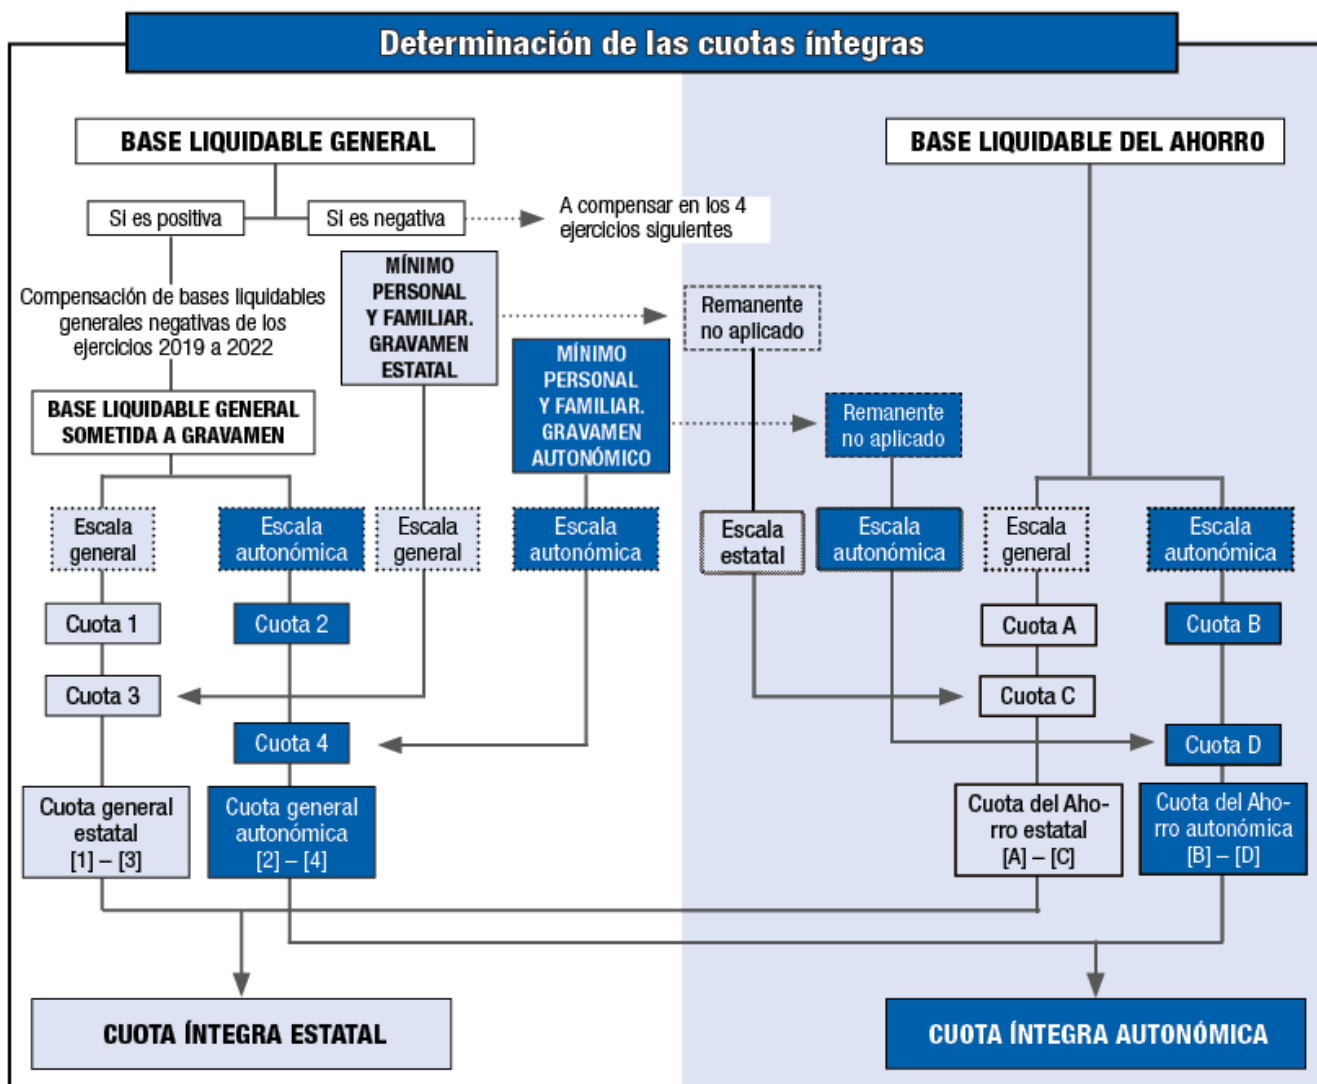 Determinación de las cuotas íntegras
BASE LIQUIDABLE GENERAL
BASE LIQUIDABLE DEL AHORRO
Si es positiva
Si es negativa
A compensar en los 4
ejercicios siguientes
Compensación de bases liquidables
generales negativas de los
ejercicios 2019 a 2022
MÍNIMO
PERSONAL
Y FAMILIAR.
GRAVAMEN
ESTATAL
Remanente
no aplicado
MÍNIMO
PERSONAL
Y FAMILIAR.
GRAVAMEN
AUTONÓMICO
Remanente
no aplicado
BASE LIQUIDABLE GENERAL
SOMETIDA A GRAVAMEN
Escala
general
Escala
autonómica
Escala
general
Escala
autonómica
Escala
estatal
Escala
autonómica
Escala
general
Escala
autonómica
Cuota 1
Cuota 2
Cuota A
Cuota B
Cuota 3
Cuota C
Cuota 4
Cuota D
Cuota general
estatal
[1] – [3]
Cuota general
autonómica
[2] – [4]
Cuota del Aho-
rro estatal
[A] – [C]
Cuota del Aho-
rro autonómica
[B] – [D]
CUOTA ÍNTEGRA ESTATAL
CUOTA ÍNTEGRA AUTONÓMICA